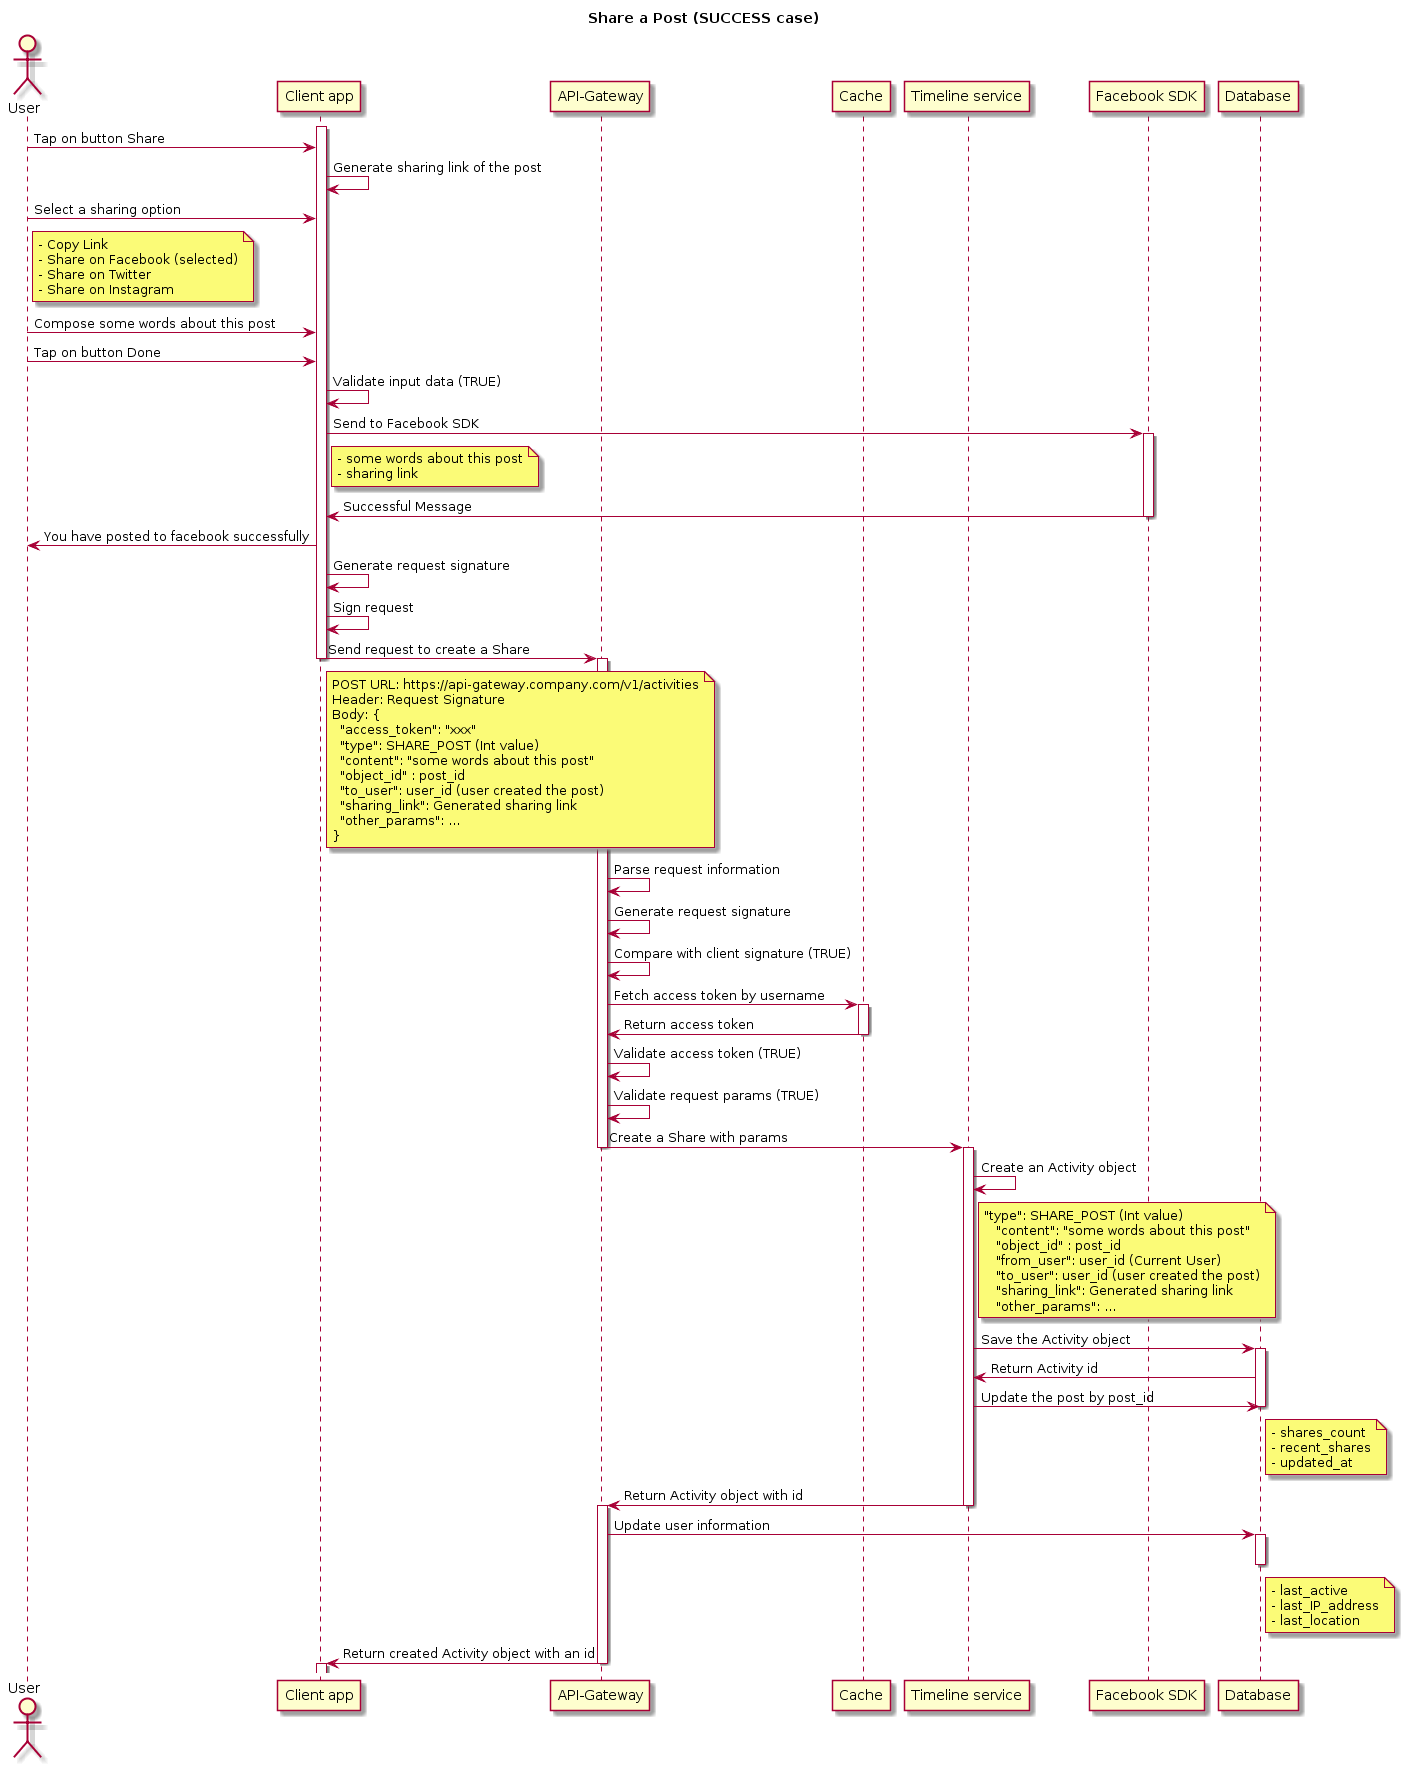 Share a Post (SUCCESS case)
User
Client app
API-Gateway
Cache
Timeline service
Facebook SDK
Database
Tap on button Share
Generate sharing link of the post
Select a sharing option
- Copy Link
- Share on Facebook (selected)
- Share on Twitter
- Share on Instagram
Compose some words about this post
Tap on button Done
Validate input data (TRUE)
Send to Facebook SDK
- some words about this post
- sharing link
Successful Message
You have posted to facebook successfully
Generate request signature
Sign request
Send request to create a Share
POST URL: https://api-gateway.company.com/v1/activities
Header: Request Signature
Body: {
"access_token": "xxx"
"type": SHARE_POST (Int value)
"content": "some words about this post"
"object_id" : post_id
"to_user": user_id (user created the post)
"sharing_link": Generated sharing link
"other_params": ...
}
Parse request information
Generate request signature
Compare with client signature (TRUE)
Fetch access token by username
Return access token
Validate access token (TRUE)
Validate request params (TRUE)
Create a Share with params
Create an Activity object
"type": SHARE_POST (Int value)
"content": "some words about this post"
"object_id" : post_id
"from_user": user_id (Current User)
"to_user": user_id (user created the post)
"sharing_link": Generated sharing link
"other_params": ...
Save the Activity object
Return Activity id
Update the post by post_id
- shares_count
- recent_shares
- updated_at
Return Activity object with id
Update user information
- last_active
- last_IP_address
- last_location
Return created Activity object with an id
User
Client app
API-Gateway
Cache
Timeline service
Facebook SDK
Database